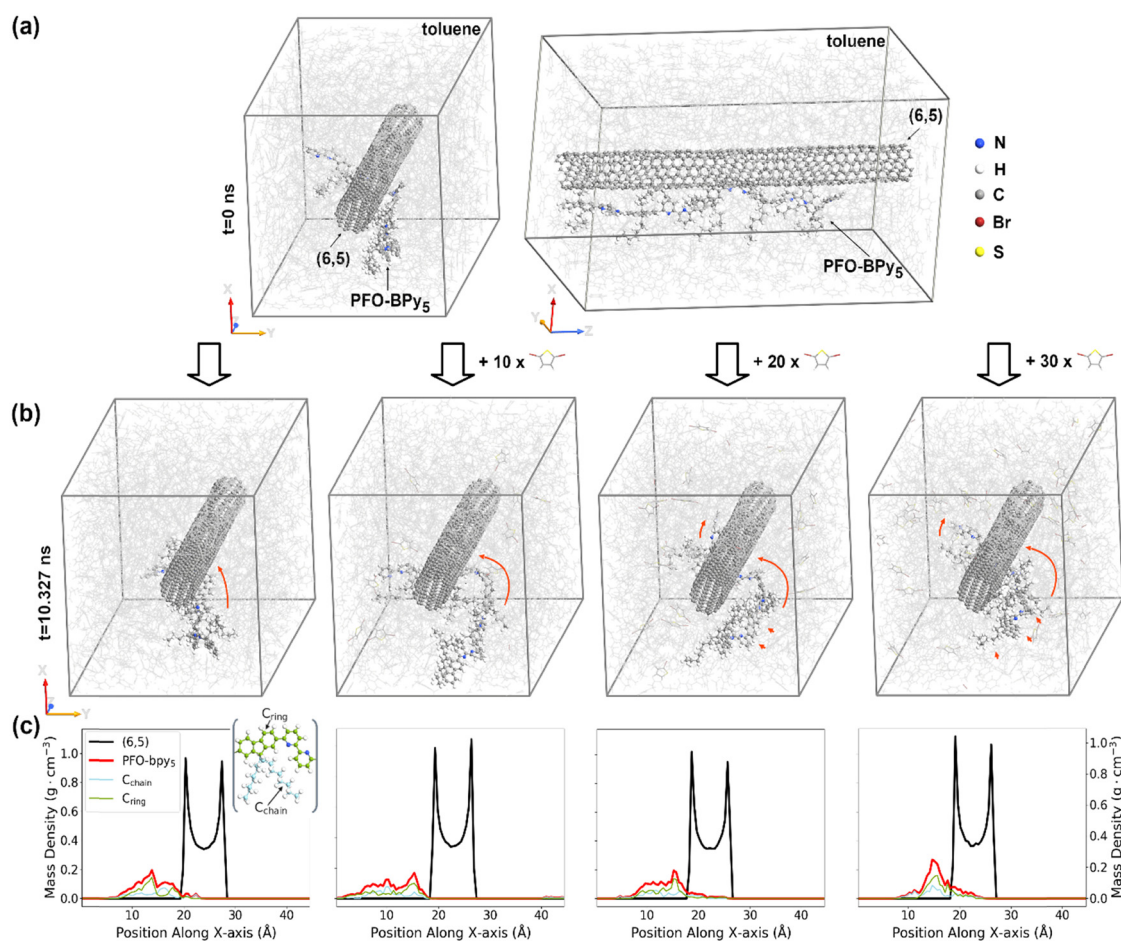 (a)
toluene
toluene
(6,5)
N
H
C
Br
S
t=0 ns
(6,5)
PFO-BPy5
PFO-BPy5
X
Y
Z
X
Y
Z
+ 10 x
+ 20 x
+ 30 x
(b)
t=10.327 ns
X
Y
Z
(c)
Mass Density (g · cm⁻³)
1.0
0.8
0.6
0.4
0.2
0.0
(6,5)
PFO-bpy5
Cchain
Cring
Cring
Cchain
1.0
0.8
0.6
0.4
0.2
0.0
Mass Density (g · cm⁻³)
10 20 30 40
10 20 30 40
10 20 30 40
10 20 30 40
Position Along X-axis (Å)
Position Along X-axis (Å)
Position Along X-axis (Å)
Position Along X-axis (Å)